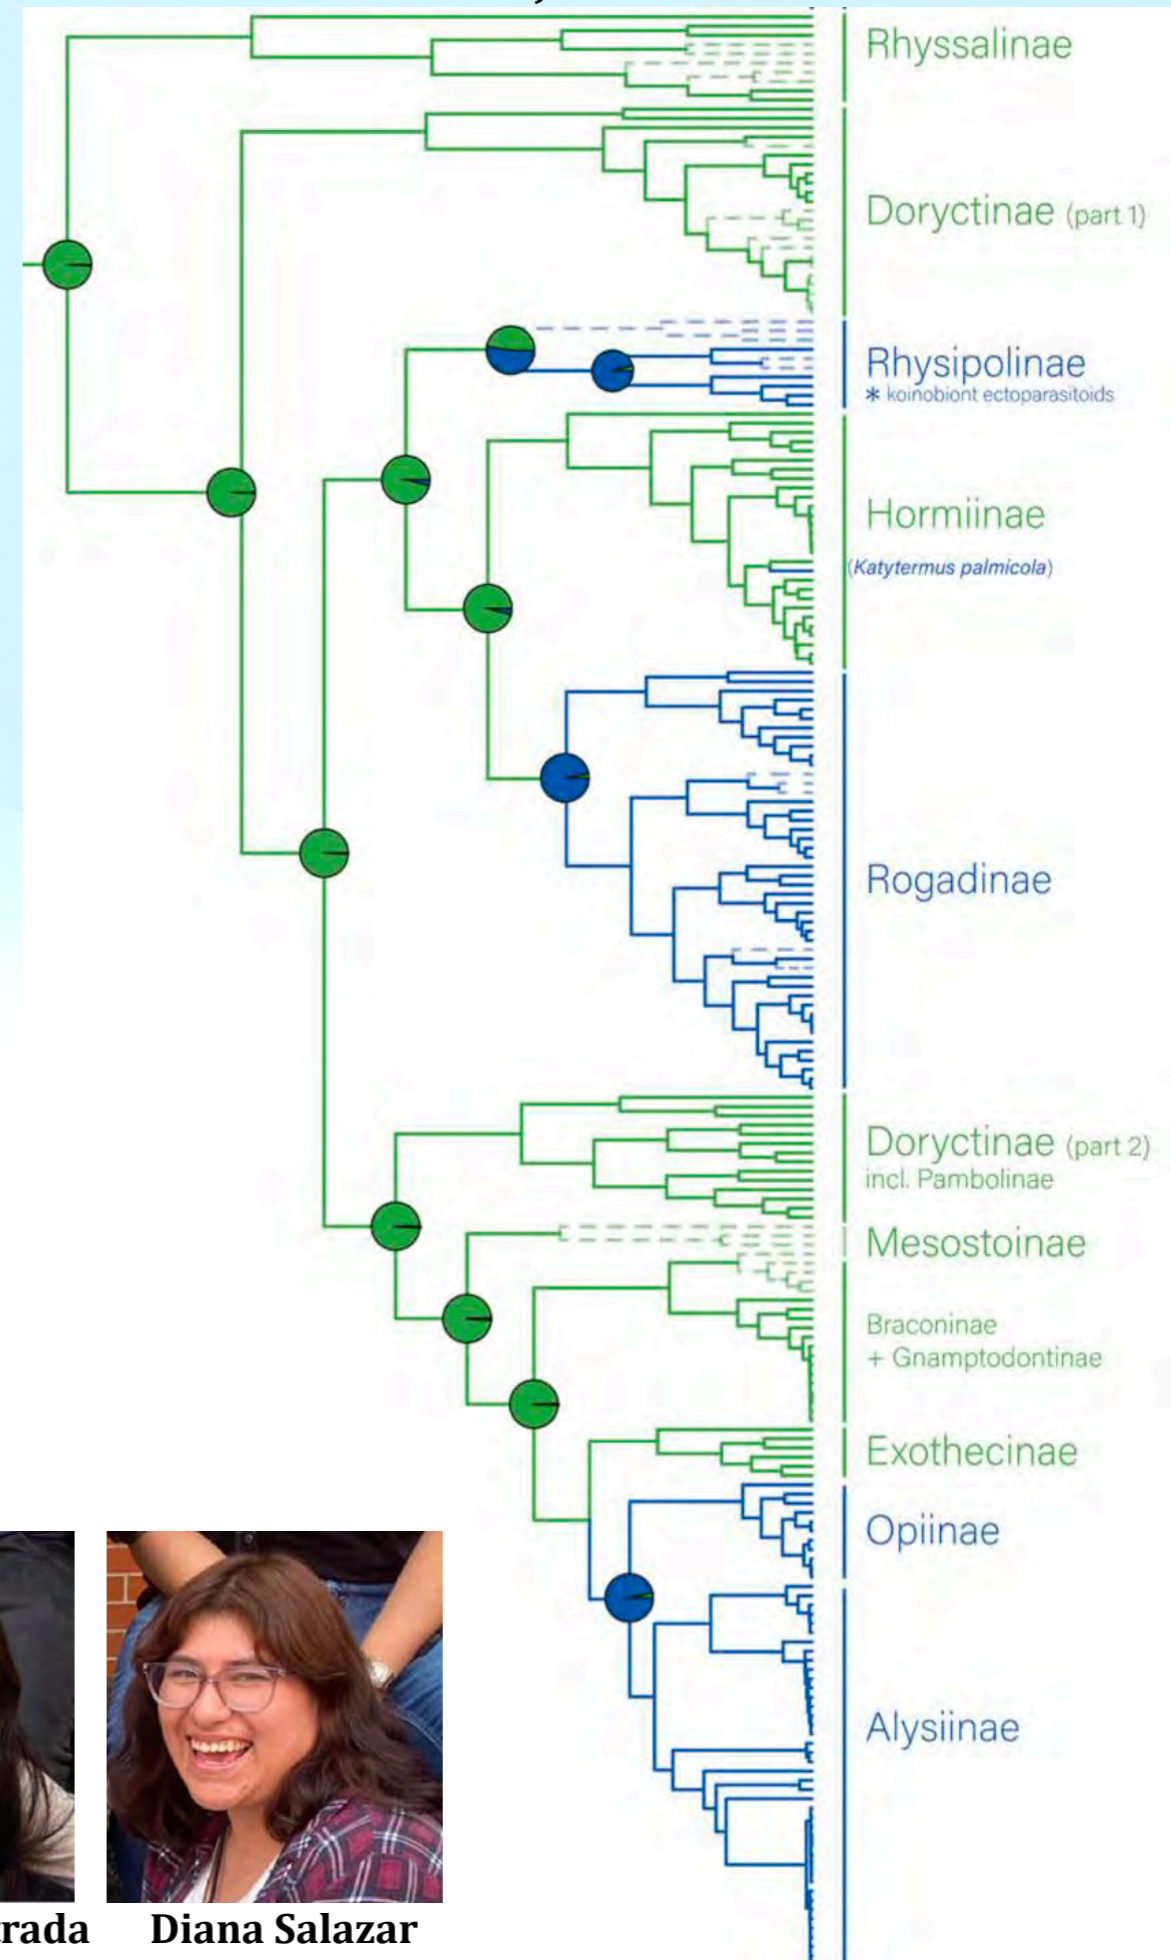 Rhyssalinae
Doryctinae (part 1)
Rhysipolinae
* koinobiont ectoparasitoids
Hormiinae
(Katytermus palmicola)
Rogadinae
Doryctinae (part 2)
incl. Pambolinae
Mesostoinae
Braconinae
+ Gnamptodontinae
Exothecinae
Opiinae
Alysiinae
rada Diana Salazar